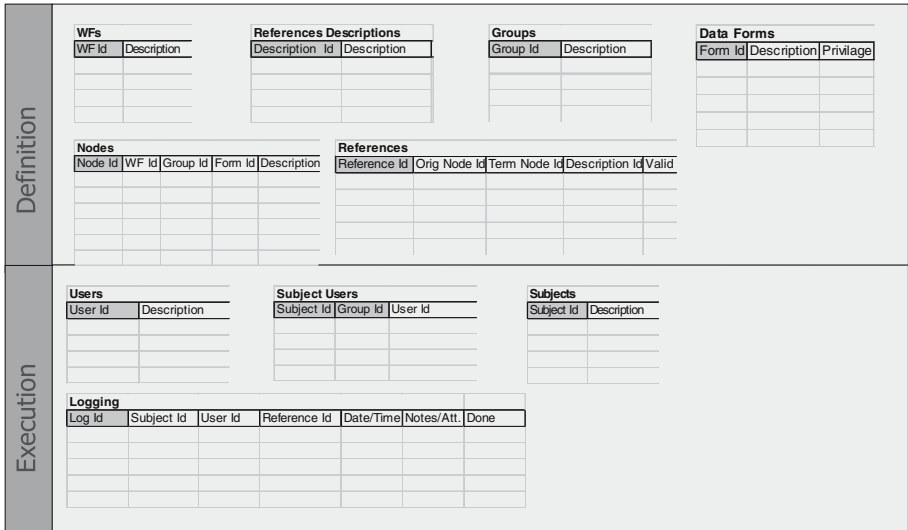 Definition
WFs
WF Id Description
References Descriptions
Description Id Description
Groups
Group Id Description
Data Forms
Form Id Description Privilage
Nodes
Node Id WF Id Group Id Form Id Description
References
Reference Id Orig Node Id Term Node Id Description Id Valid
Execution
Users
User Id Description
Subject Users
Subject Id Group Id User Id
Subjects
Subject Id Description
Logging
Log Id Subject Id User Id Reference Id Date/Time Notes/Att. Done